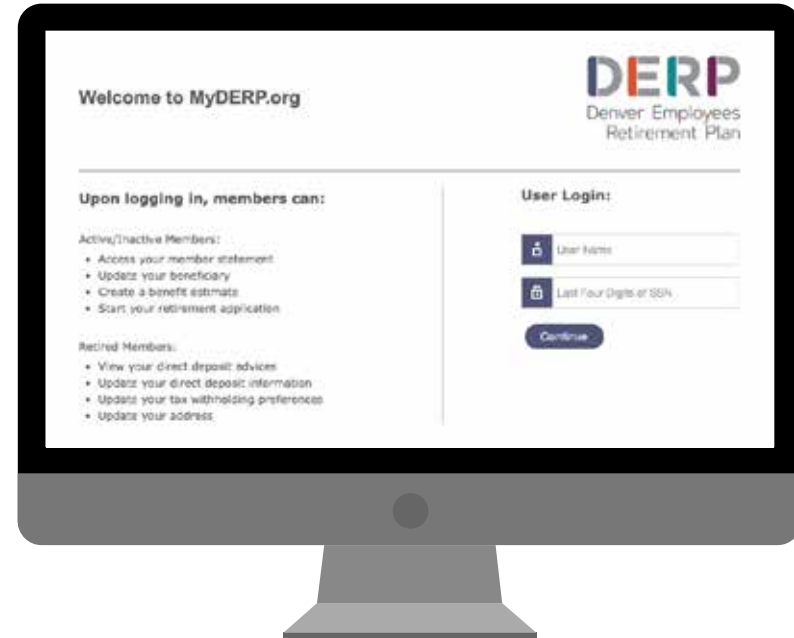 Welcome to MyDERP.org
DERP
Denver Employees
Retirement Plan
Upon logging in, members can:
Active/Inactive Members:
• Access your member statement
• Update your beneficiary
• Create a benefit estimate
• Start your retirement application
Retired Members:
• View your direct deposit advices
• Update your direct deposit information
• Update your tax withholding preferences
• Update your address
User Login:
User Name
Last Four Digits of SSN
Continue